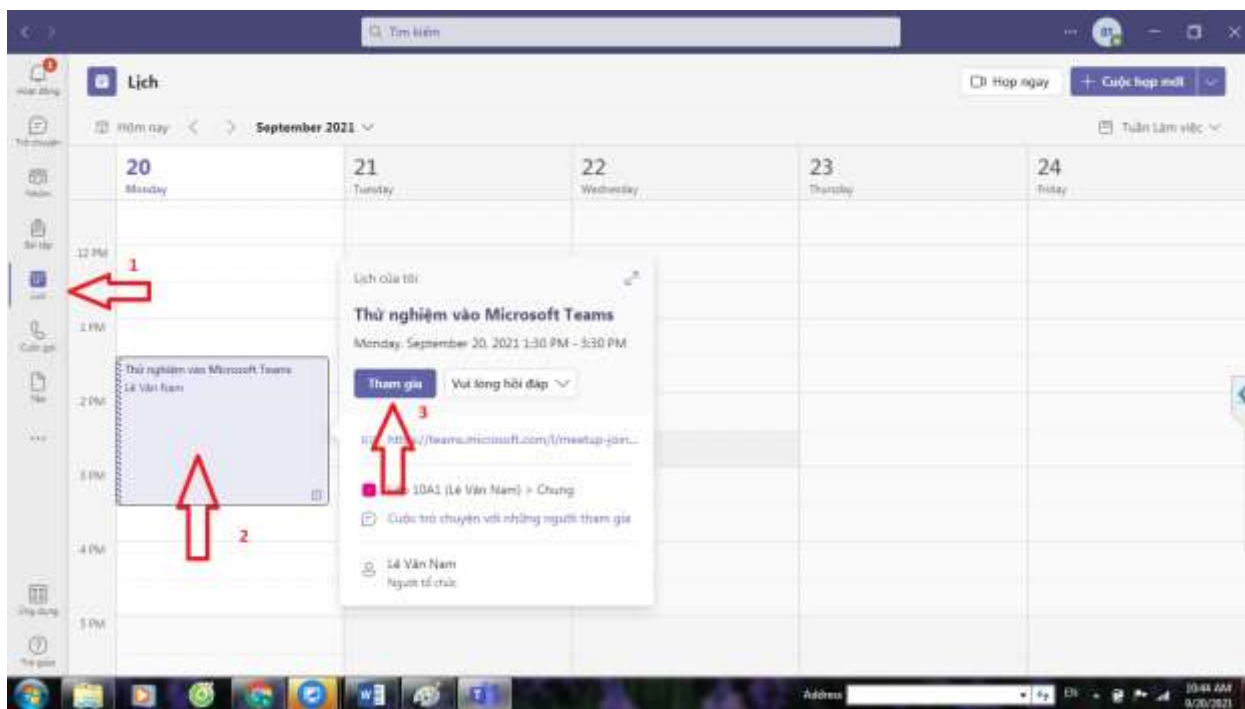 Tìm kiếm
Lịch
Họp ngay
+ Cuộc họp mới
Hôm nay
September 2021
Tuần Làm việc
20
Monday
21
Tuesday
22
Wednesday
23
Thursday
24
Friday
Hoạt động
Trò chuyện
Nhóm
Bài tập
Lịch
Cuộc gọi
Tệp
Ứng dụng
Trợ giúp
12 PM
1 PM
2 PM
3 PM
4 PM
5 PM
1
Thử nghiệm vào Microsoft Teams
Lê Văn Nam
2
Lịch của tôi
Thử nghiệm vào Microsoft Teams
Monday, September 20, 2021 1:30 PM - 3:30 PM
Tham gia
Vui lòng hồi đáp
3
https://teams.microsoft.com/l/meetup-join...
10A1 (Lê Văn Nam) > Chung
Cuộc trò chuyện với những người tham gia
Lê Văn Nam
Người tổ chức
Address
EN
10:44 AM
9/20/2021